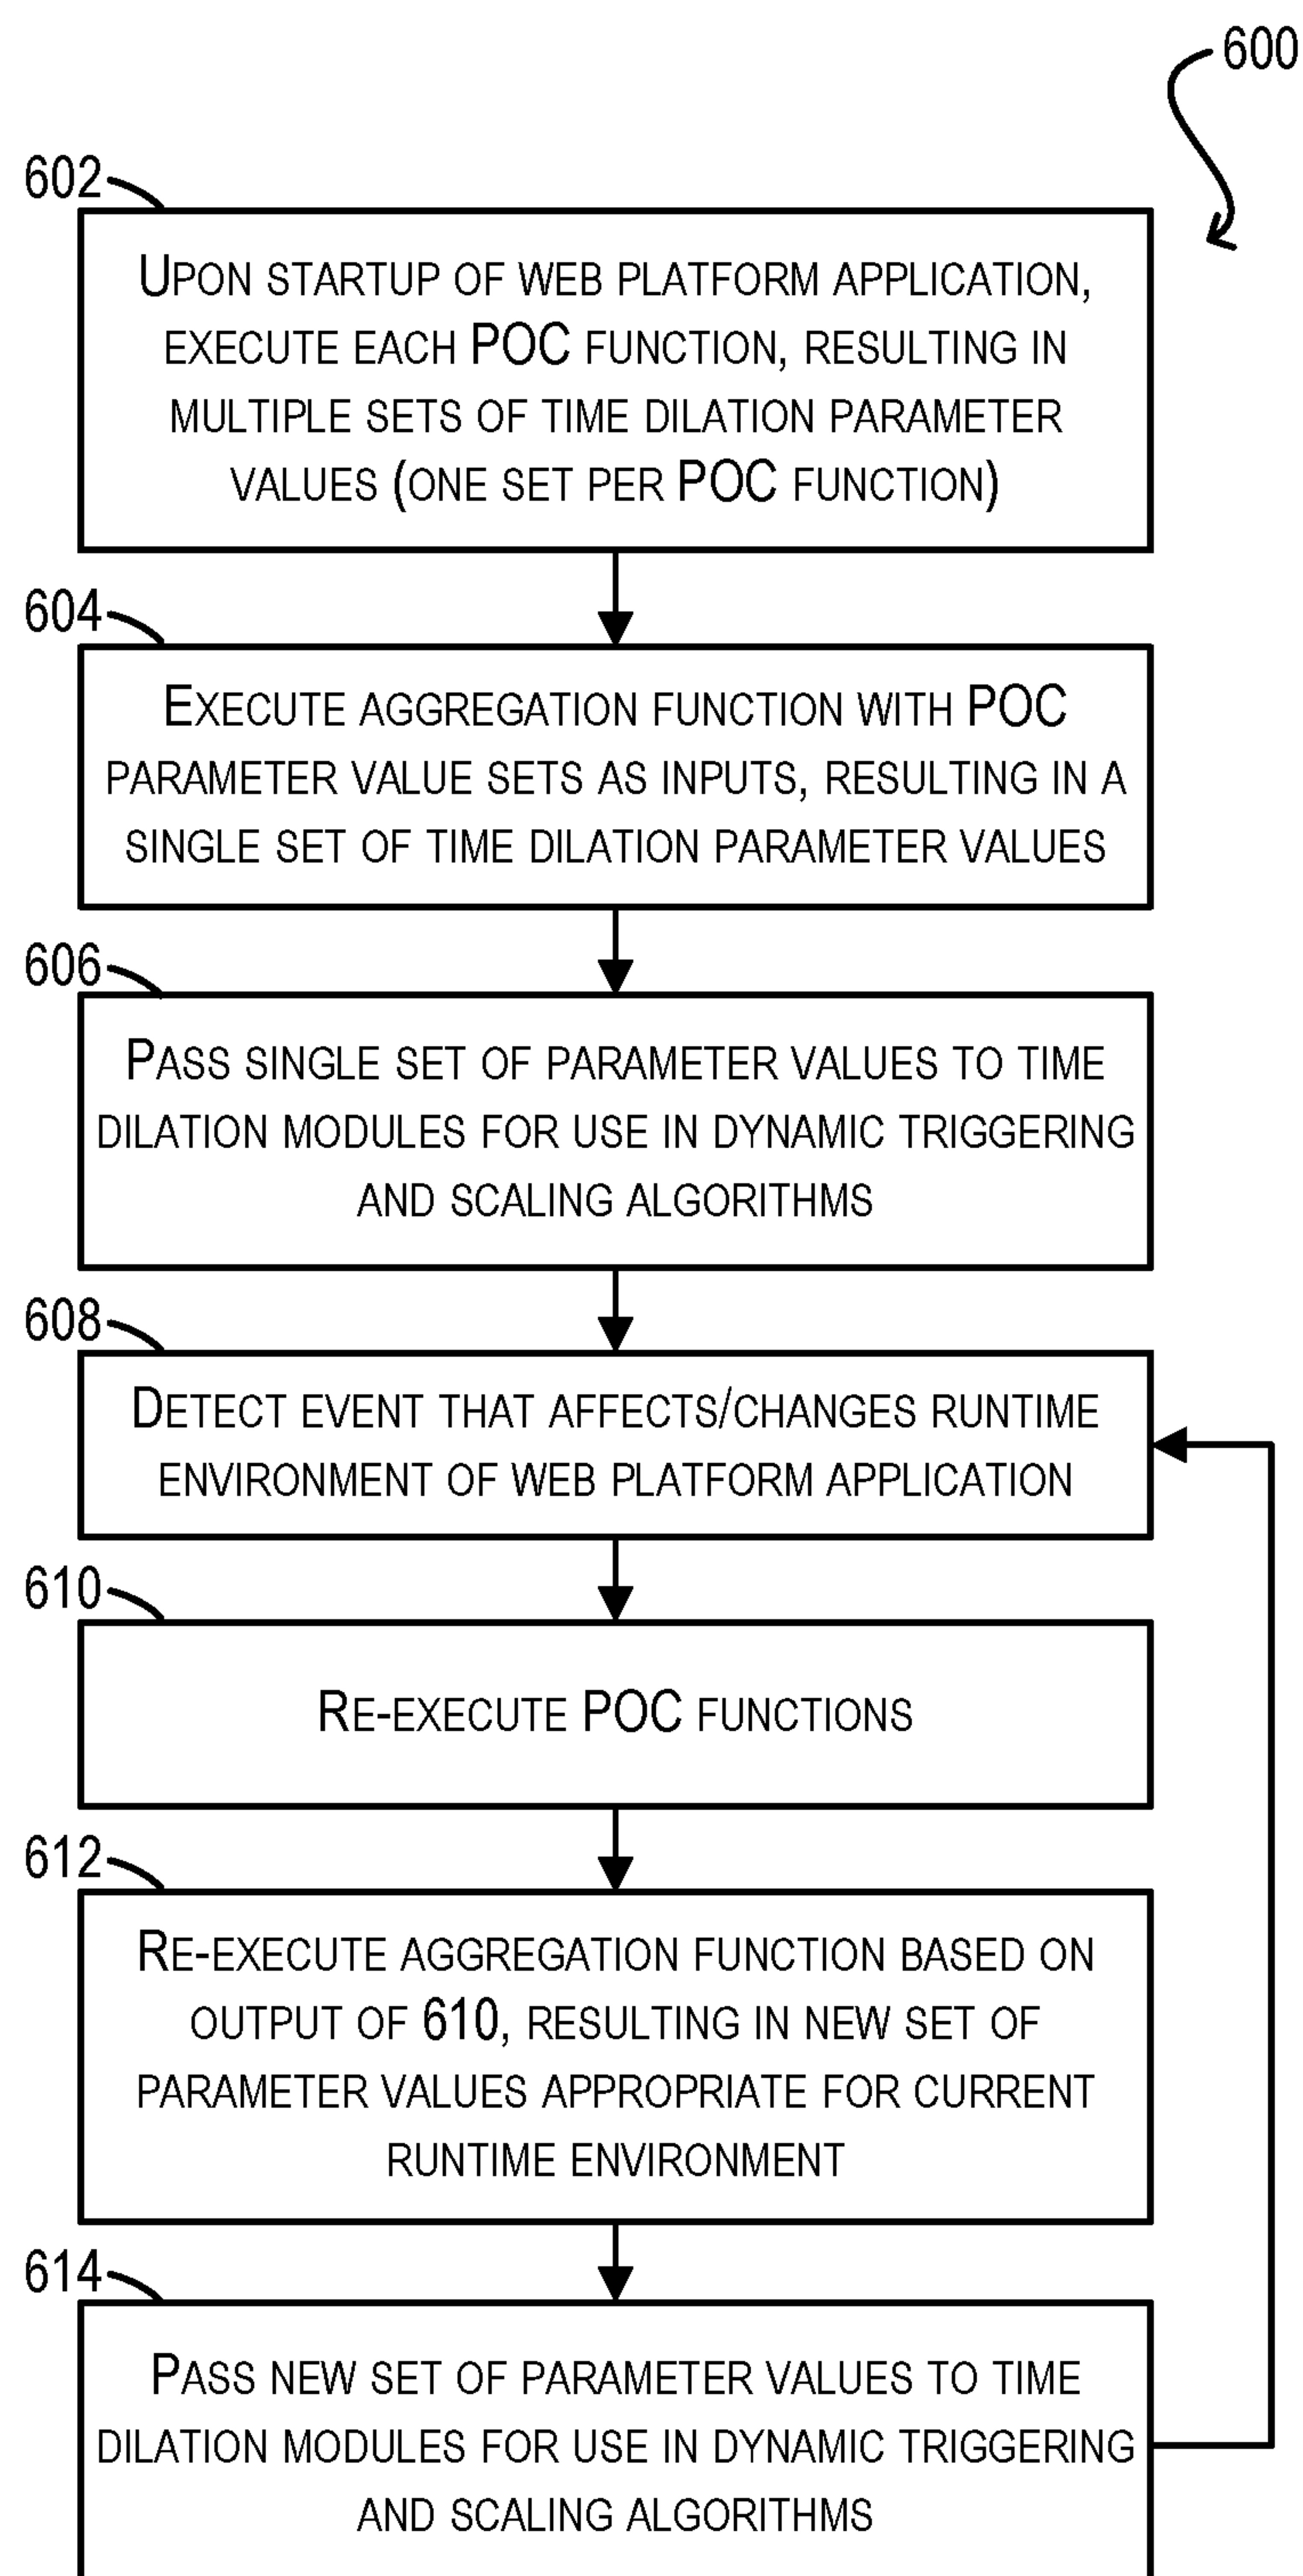 600
602
UPON STARTUP OF WEB PLATFORM APPLICATION,
EXECUTE EACH POC FUNCTION, RESULTING IN
MULTIPLE SETS OF TIME DILATION PARAMETER
VALUES (ONE SET PER POC FUNCTION)
604
EXECUTE AGGREGATION FUNCTION WITH POC
PARAMETER VALUE SETS AS INPUTS, RESULTING IN A
SINGLE SET OF TIME DILATION PARAMETER VALUES
606
PASS SINGLE SET OF PARAMETER VALUES TO TIME
DILATION MODULES FOR USE IN DYNAMIC TRIGGERING
AND SCALING ALGORITHMS
608
DETECT EVENT THAT AFFECTS/CHANGES RUNTIME
ENVIRONMENT OF WEB PLATFORM APPLICATION
610
RE-EXECUTE POC FUNCTIONS
612
RE-EXECUTE AGGREGATION FUNCTION BASED ON
OUTPUT OF 610, RESULTING IN NEW SET OF
PARAMETER VALUES APPROPRIATE FOR CURRENT
RUNTIME ENVIRONMENT
614
PASS NEW SET OF PARAMETER VALUES TO TIME
DILATION MODULES FOR USE IN DYNAMIC TRIGGERING
AND SCALING ALGORITHMS